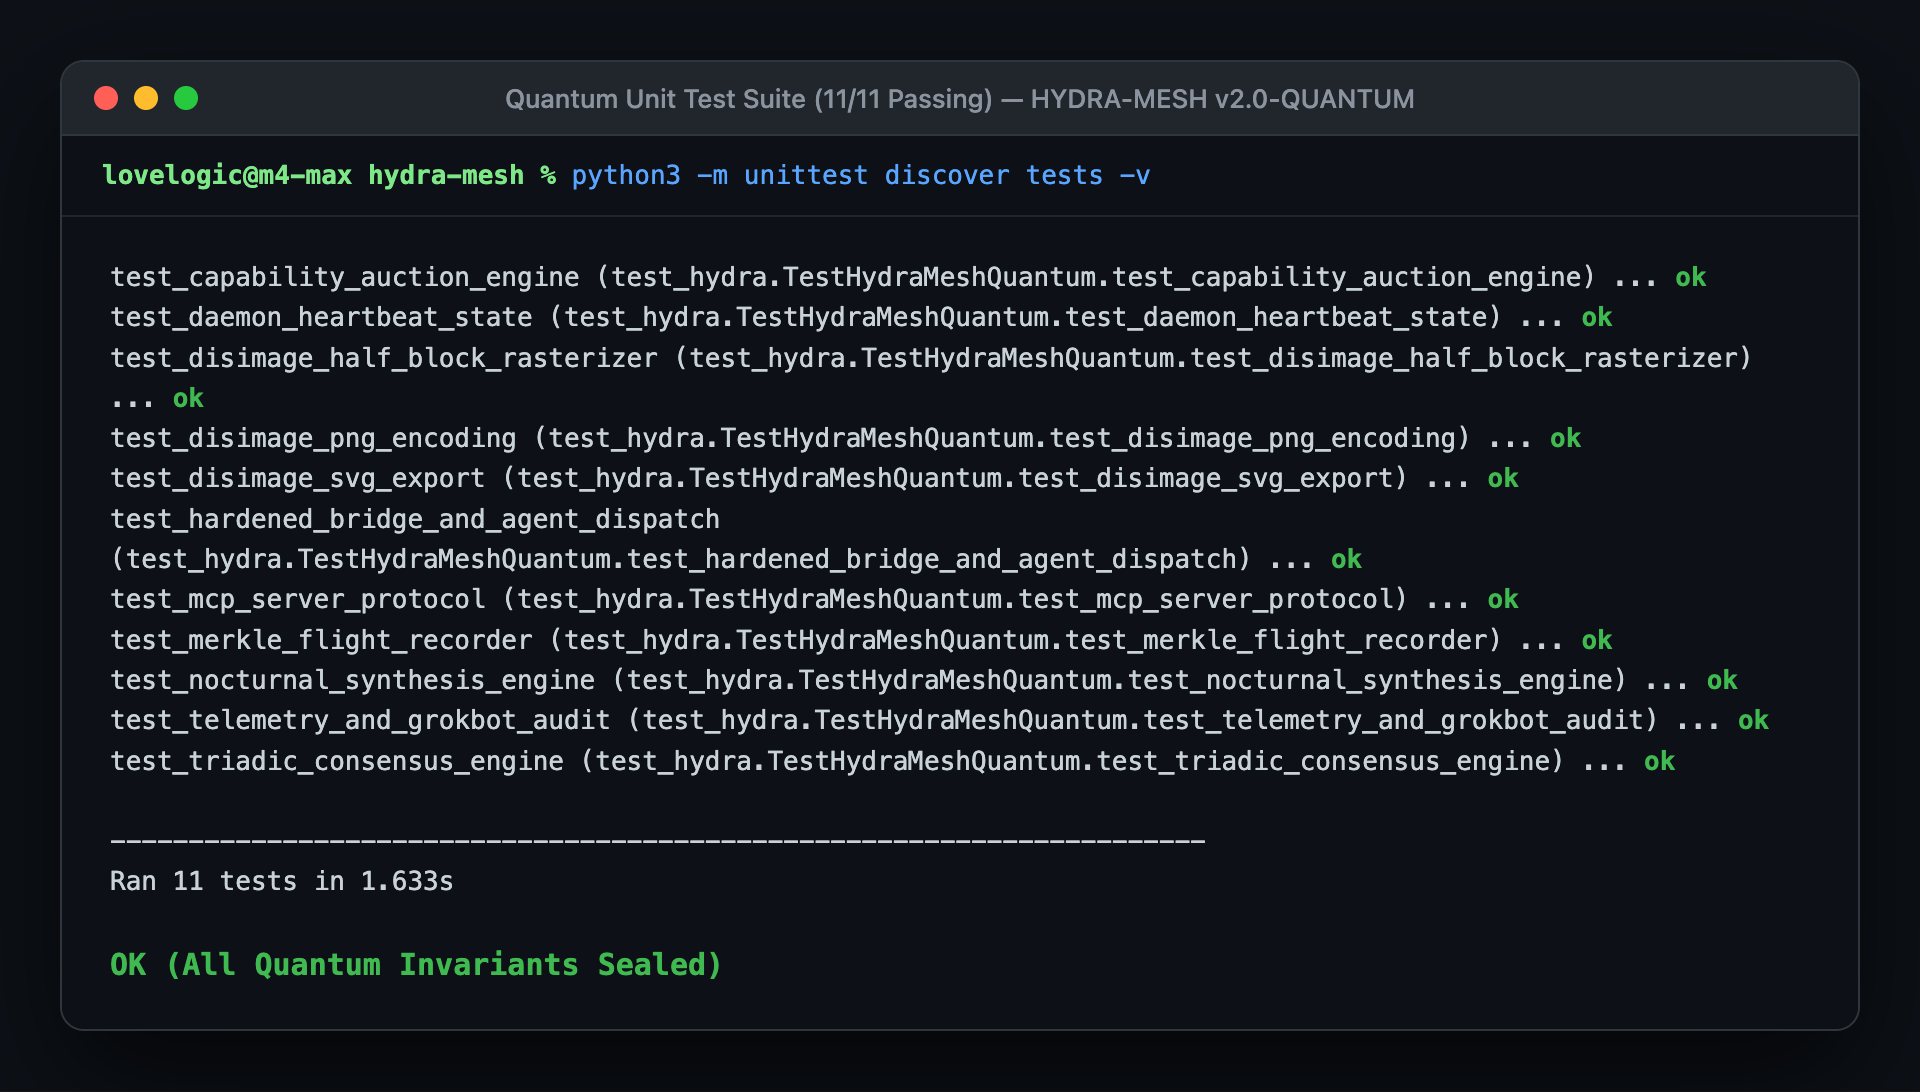 Quantum Unit Test Suite (11/11 Passing) — HYDRA-MESH v2.0-QUANTUM
lovelogic@m4-max hydra-mesh % python3 -m unittest discover tests -v
test_capability_auction_engine (test_hydra.TestHydraMeshQuantum.test_capability_auction_engine) ... ok
test_daemon_heartbeat_state (test_hydra.TestHydraMeshQuantum.test_daemon_heartbeat_state) ... ok
test_disimage_half_block_rasterizer (test_hydra.TestHydraMeshQuantum.test_disimage_half_block_rasterizer)
... ok
test_disimage_png_encoding (test_hydra.TestHydraMeshQuantum.test_disimage_png_encoding) ... ok
test_disimage_svg_export (test_hydra.TestHydraMeshQuantum.test_disimage_svg_export) ... ok
test_hardened_bridge_and_agent_dispatch
(test_hydra.TestHydraMeshQuantum.test_hardened_bridge_and_agent_dispatch) ... ok
test_mcp_server_protocol (test_hydra.TestHydraMeshQuantum.test_mcp_server_protocol) ... ok
test_merkle_flight_recorder (test_hydra.TestHydraMeshQuantum.test_merkle_flight_recorder) ... ok
test_nocturnal_synthesis_engine (test_hydra.TestHydraMeshQuantum.test_nocturnal_synthesis_engine) ... ok
test_telemetry_and_grokbot_audit (test_hydra.TestHydraMeshQuantum.test_telemetry_and_grokbot_audit) ... ok
test_triadic_consensus_engine (test_hydra.TestHydraMeshQuantum.test_triadic_consensus_engine) ... ok
----------------------------------------------------------------------
Ran 11 tests in 1.633s
OK (All Quantum Invariants Sealed)